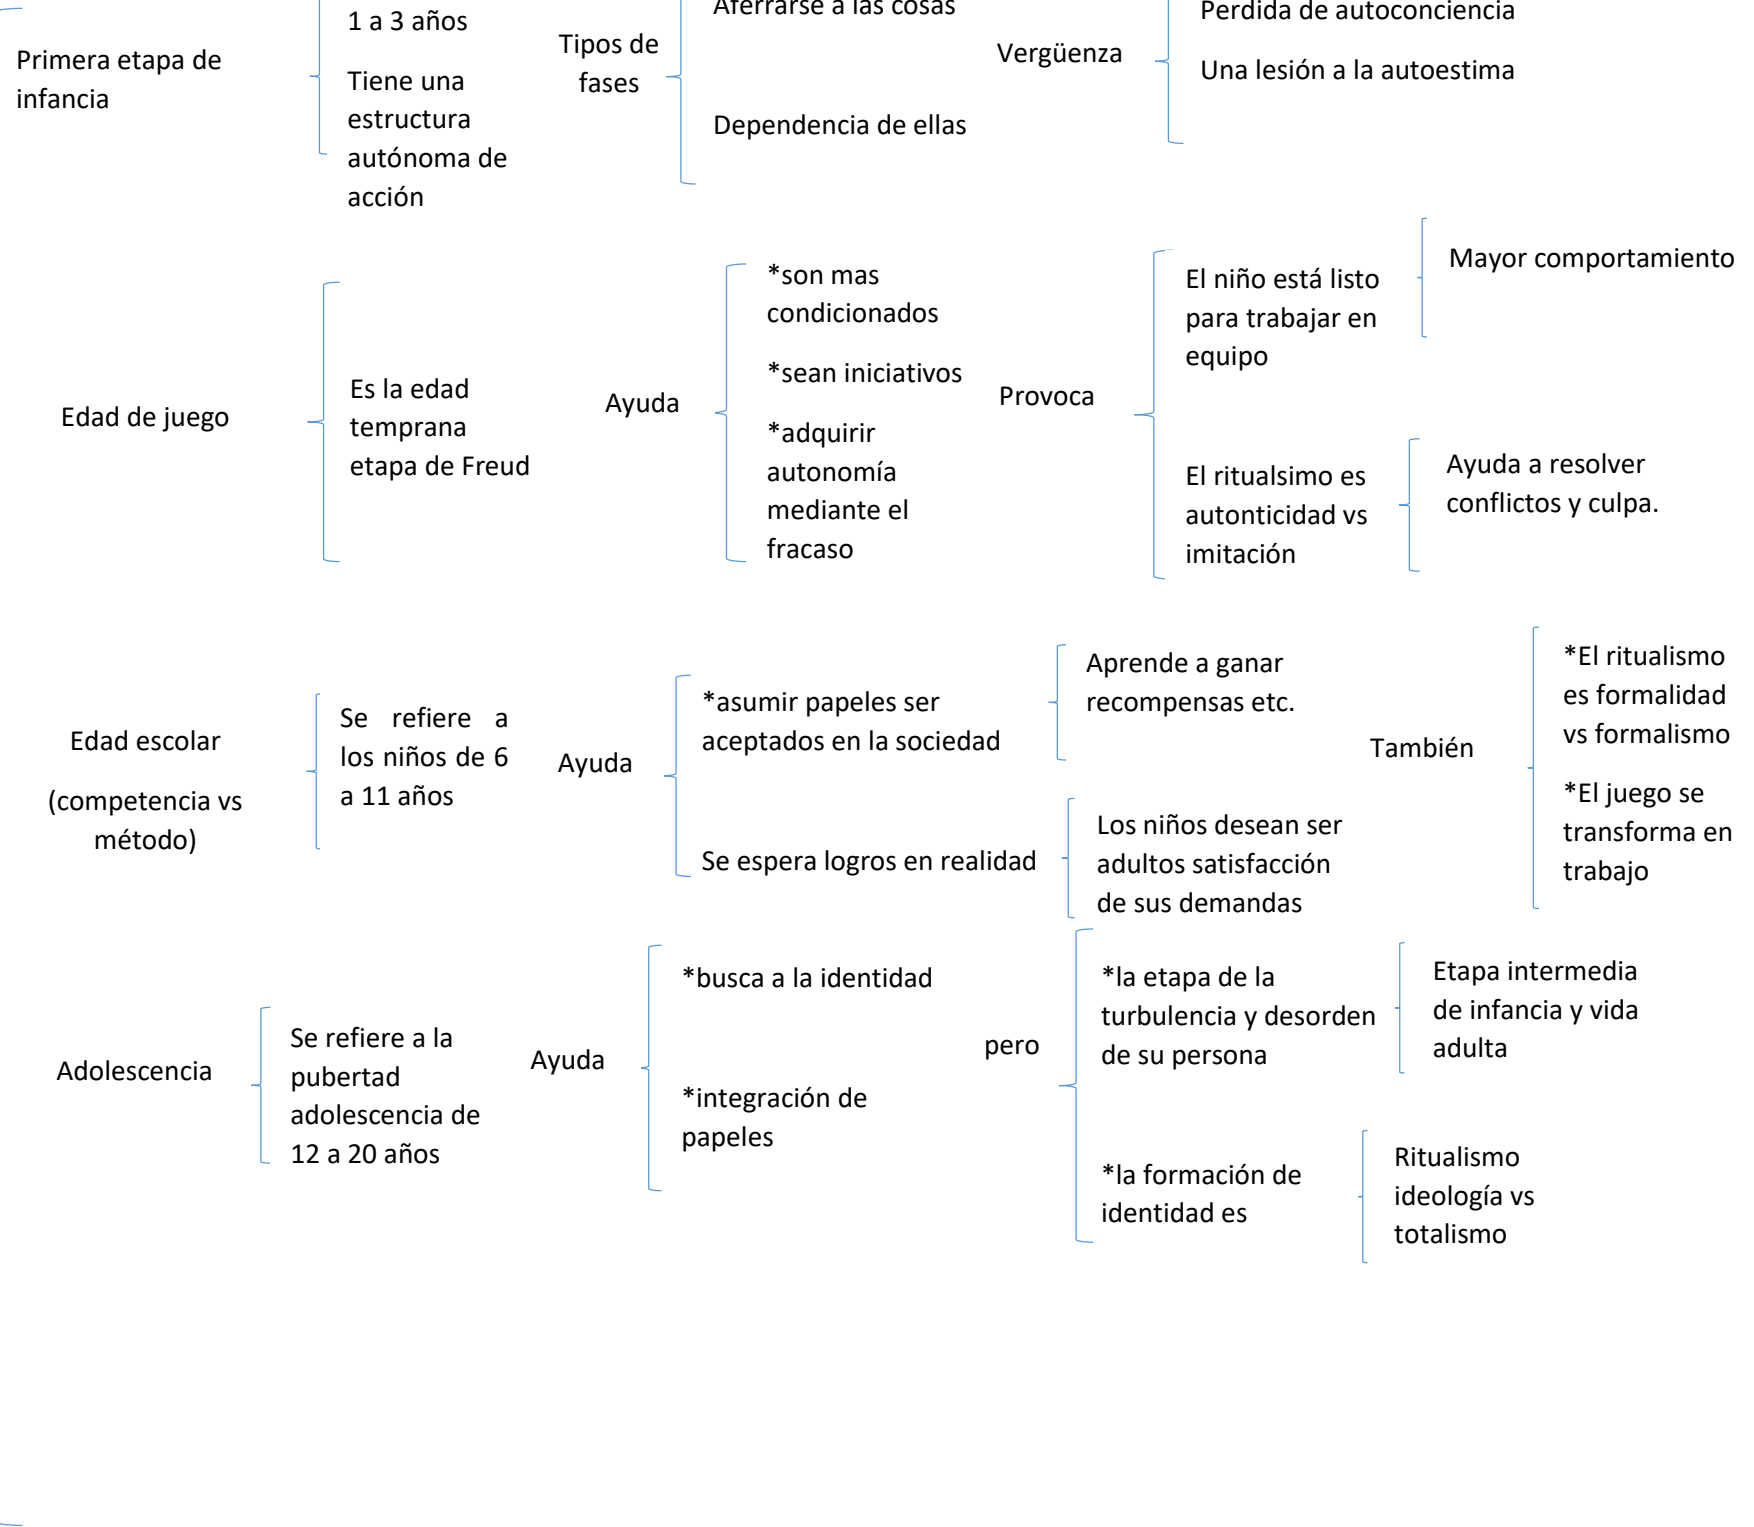 Primera etapa de
infancia
1 a 3 años
Tiene una
estructura
autónoma de
acción
Tipos de
fases
Aferrarse a las cosas
Dependencia de ellas
Vergüenza
Perdida de autoconciencia
Una lesión a la autoestima
Edad de juego
Es la edad
temprana
etapa de Freud
Ayuda
*son mas
condicionados
*sean iniciativos
*adquirir
autonomía
mediante el
fracaso
Provoca
El niño está listo
para trabajar en
equipo
Mayor comportamiento
El ritualsimo es
autonticidad vs
imitación
Ayuda a resolver
conflictos y culpa.
Edad escolar
(competencia vs
método)
Se refiere a
los niños de 6
a 11 años
Ayuda
*asumir papeles ser
aceptados en la sociedad
Aprende a ganar
recompensas etc.
Se espera logros en realidad
Los niños desean ser
adultos satisfacción
de sus demandas
También
*El ritualismo
es formalidad
vs formalismo
*El juego se
transforma en
trabajo
Adolescencia
Se refiere a la
pubertad
adolescencia de
12 a 20 años
Ayuda
*busca a la identidad
*integración de
papeles
pero
*la etapa de la
turbulencia y desorden
de su persona
Etapa intermedia
de infancia y vida
adulta
*la formación de
identidad es
Ritualismo
ideología vs
totalismo